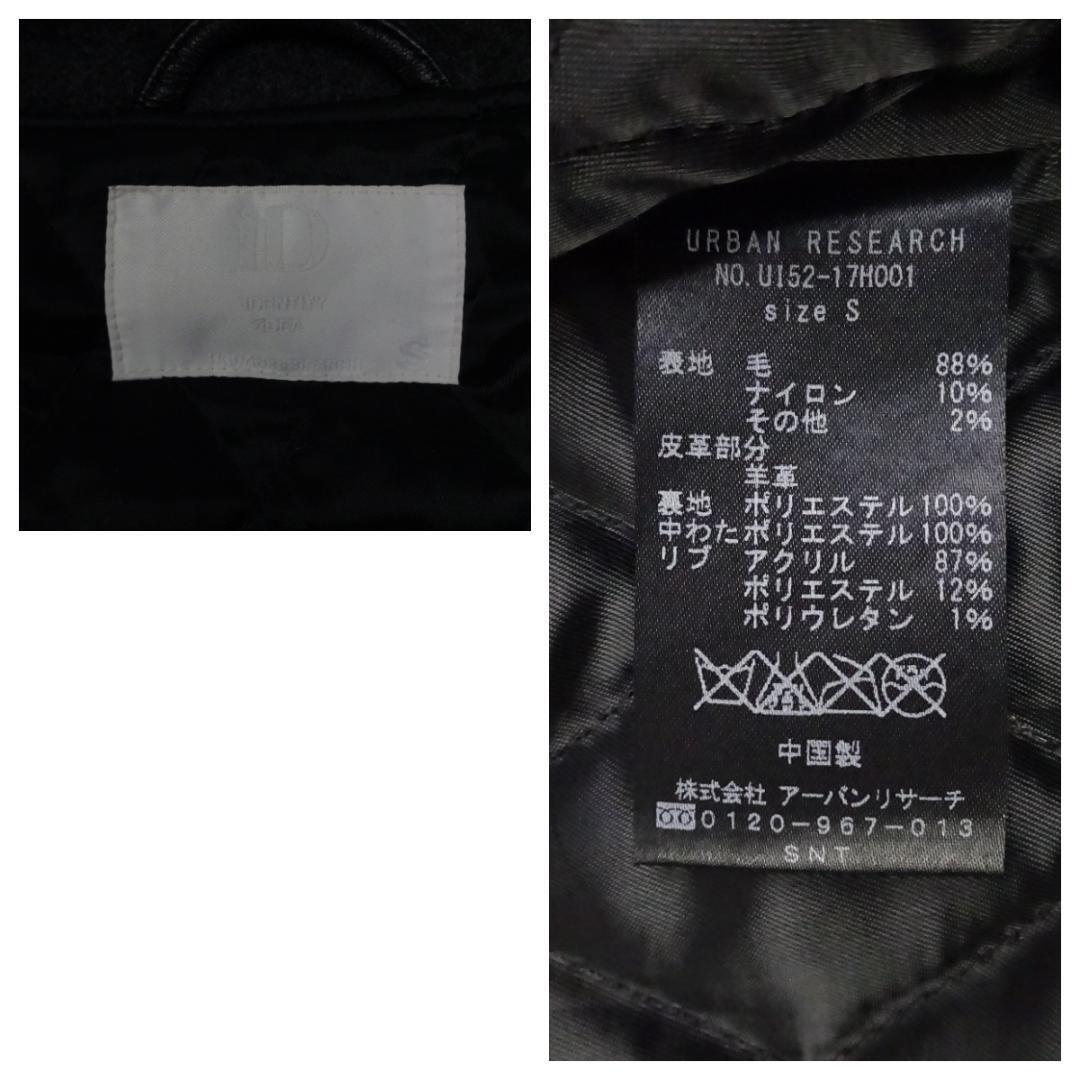 iD
IDENTITY
URBAN RESEARCH
S
URBAN RESEARCH
NO. UI52-17H001
size S
表地 毛 88%
ナイロン 10%
その他 2%
皮革部分
羊革
裏地 ポリエステル 100%
中わた ポリエステル 100%
リブ アクリル 87%
ポリエステル 12%
ポリウレタン 1%
中国製
株式会社 アーバンリサーチ
0120-967-013
SNT